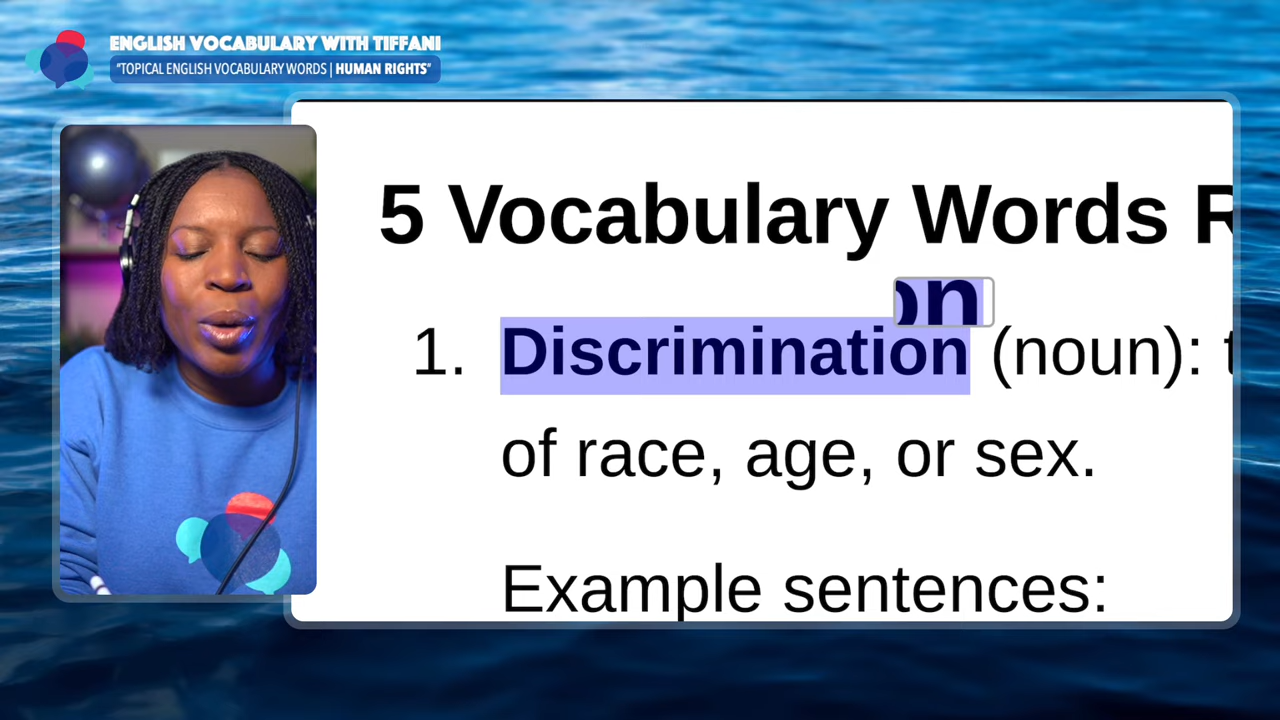 ENGLISH VOCABULARY WITH TIFFANI
"TOPICAL ENGLISH VOCABULARY WORDS | HUMAN RIGHTS"
5 Vocabulary Words R
on
1. Discrimination (noun): t
of race, age, or sex.
Example sentences: